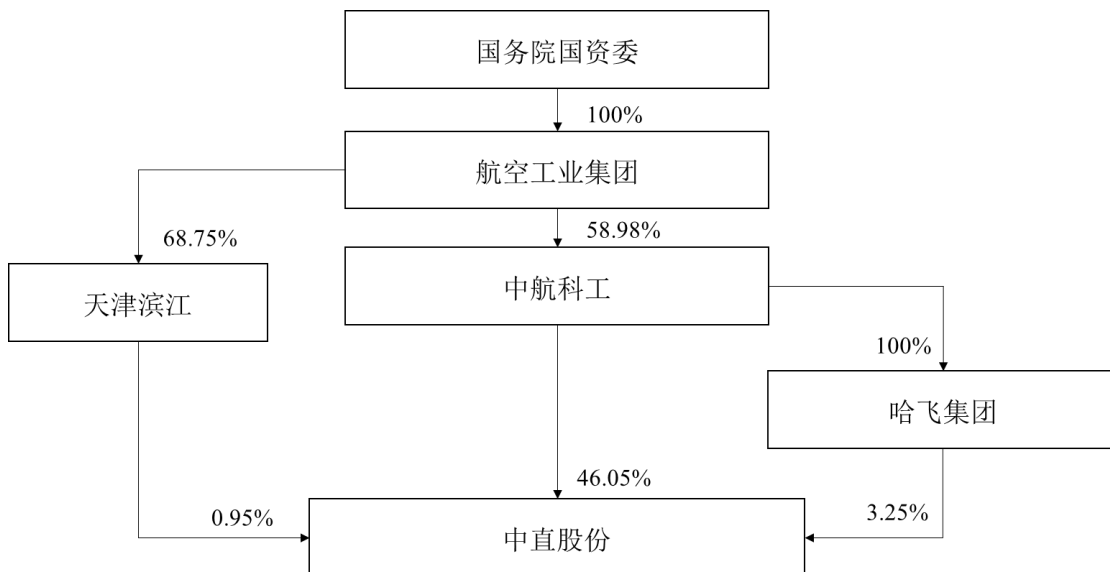 国务院国资委
100%
航空工业集团
68.75%
58.98%
天津滨江
中航科工
100%
哈飞集团
46.05%
0.95%
3.25%
中直股份